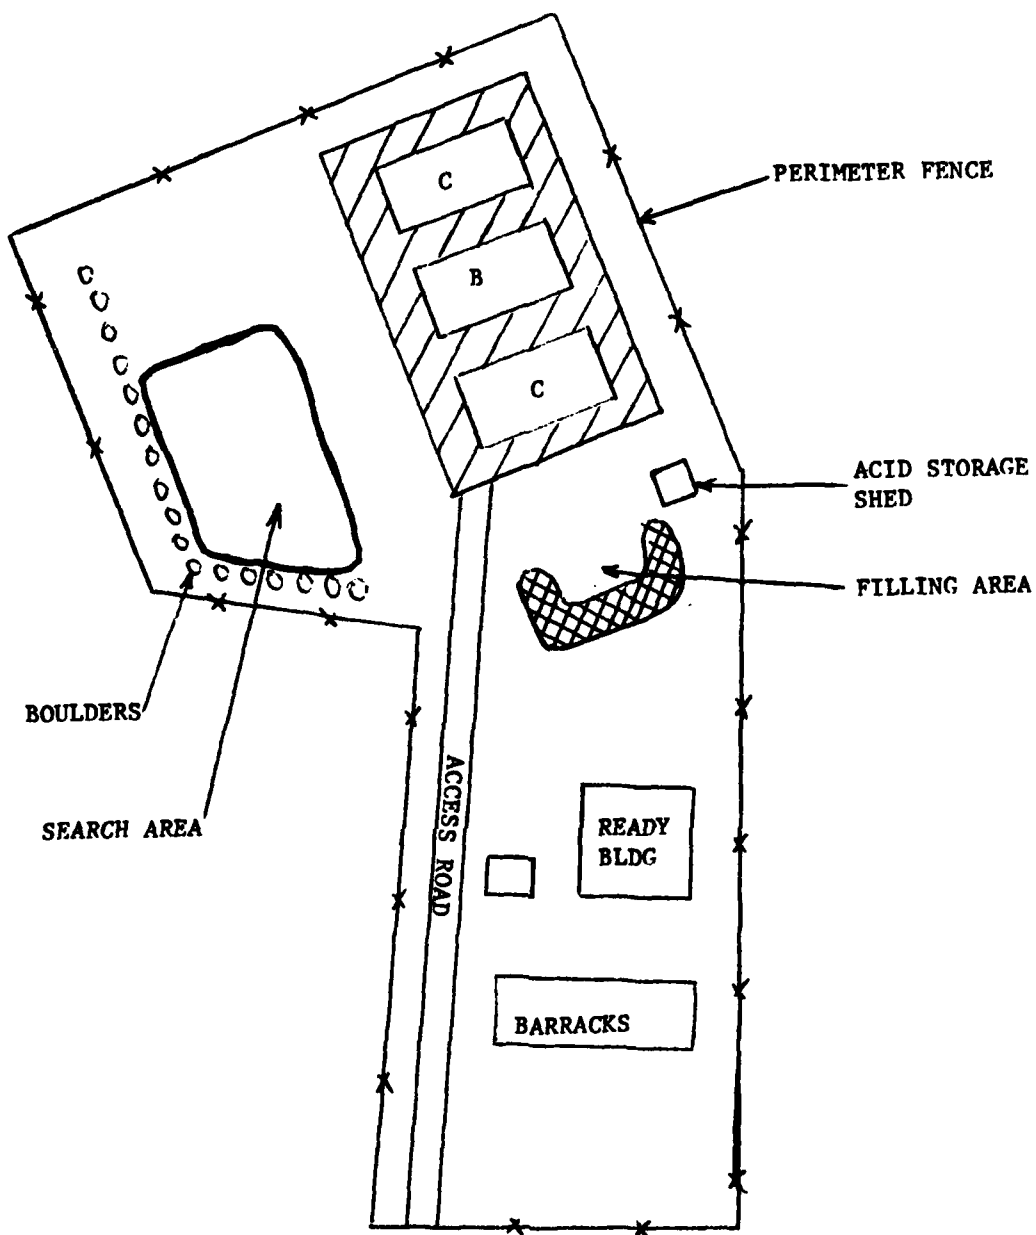 C
PERIMETER FENCE
B
C
ACID STORAGE
SHED
FILLING AREA
BOULDERS
ACCESS ROAD
SEARCH AREA
READY
BLDG
BARRACKS